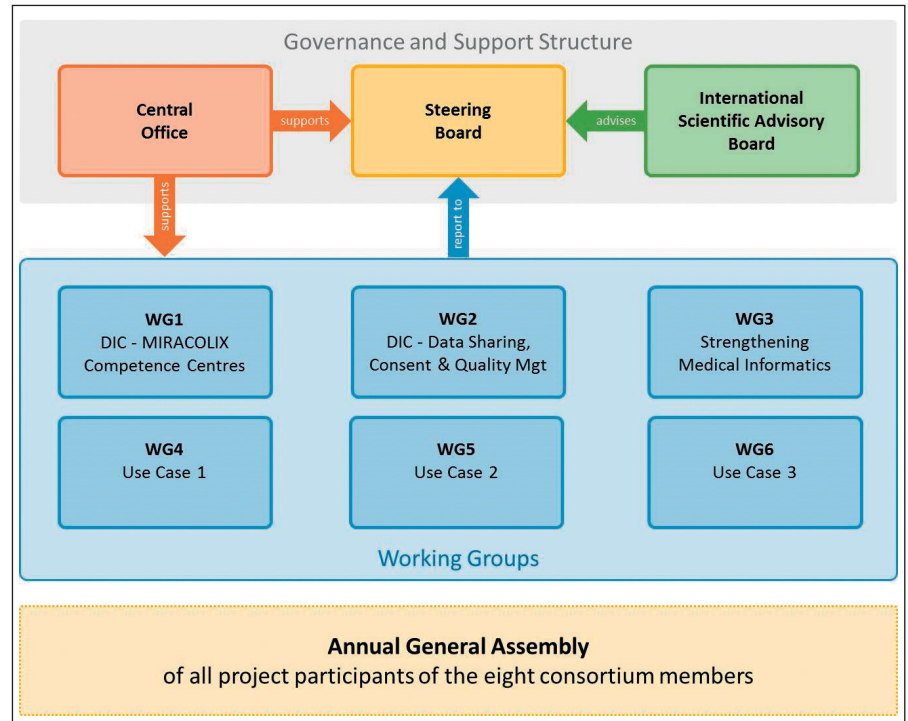 Governance and Support Structure
Central
Office
supports
Steering
Board
advises
International
Scientific Advisory
Board
supports
report to
WG1
DIC - MIRACOLIX
Competence Centres
WG2
DIC - Data Sharing,
Consent & Quality Mgt
WG3
Strengthening
Medical Informatics
WG4
Use Case 1
WG5
Use Case 2
WG6
Use Case 3
Working Groups
Annual General Assembly
of all project participants of the eight consortium members